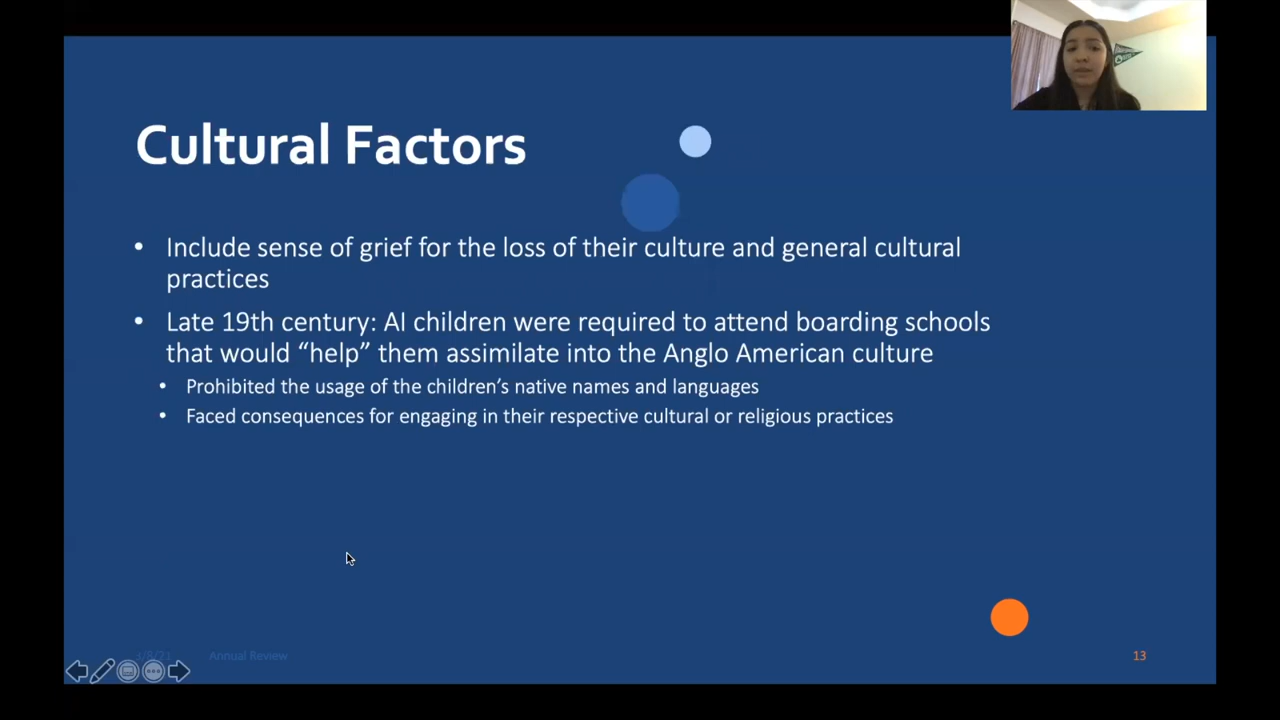 Cultural Factors
• Include sense of grief for the loss of their culture and general cultural
practices
• Late 19th century: AI children were required to attend boarding schools
that would “help” them assimilate into the Anglo American culture
• Prohibited the usage of the children’s native names and languages
• Faced consequences for engaging in their respective cultural or religious practices
Annual Review
13